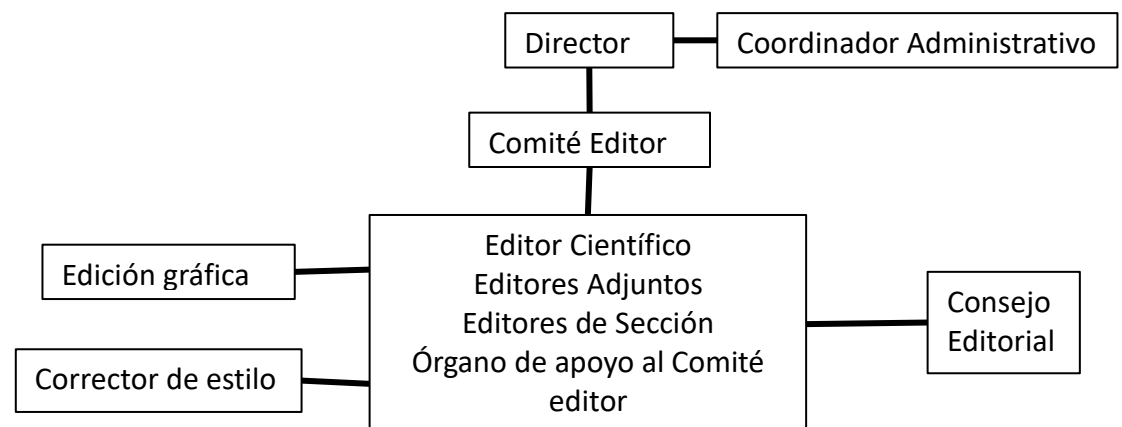 Director
Coordinador Administrativo
Comité Editor
Editor Científico
Editores Adjuntos
Editores de Sección
Órgano de apoyo al Comité
editor
Edición gráfica
Corrector de estilo
Consejo
Editorial